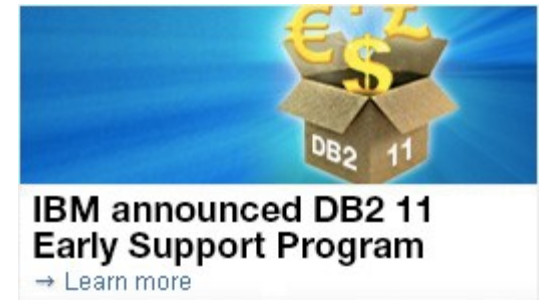 € £
$
DB2 11
IBM announced DB2 11
Early Support Program
→ Learn more